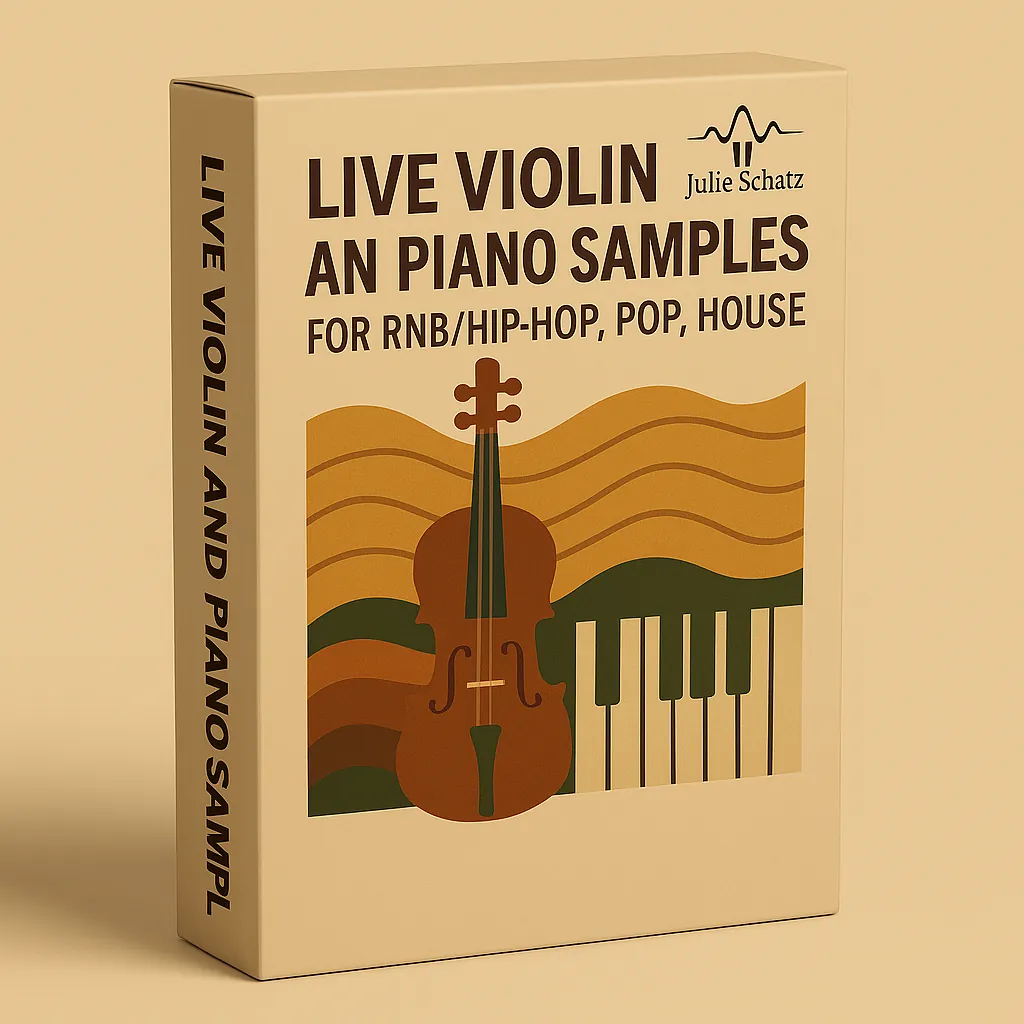 LIVE VIOLIN AND PIANO SAMPL
LIVE VIOLIN
Julie Schatz
AN PIANO SAMPLES
FOR RNB/HIP-HOP, POP, HOUSE